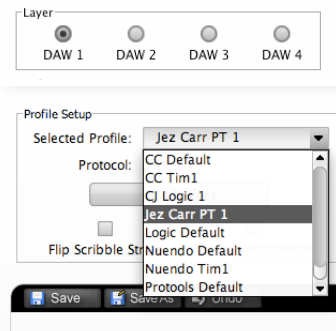 Layer
DAW 1 DAW 2 DAW 3 DAW 4
Profile Setup
Selected Profile: Jez Carr PT 1
Protocol:
CC Default
CC Tim1
CJ Logic 1
Jez Carr PT 1
Logic Default
Nuendo Default
Nuendo Tim1
Protools Default
Flip Scribble
Save Save As Undo